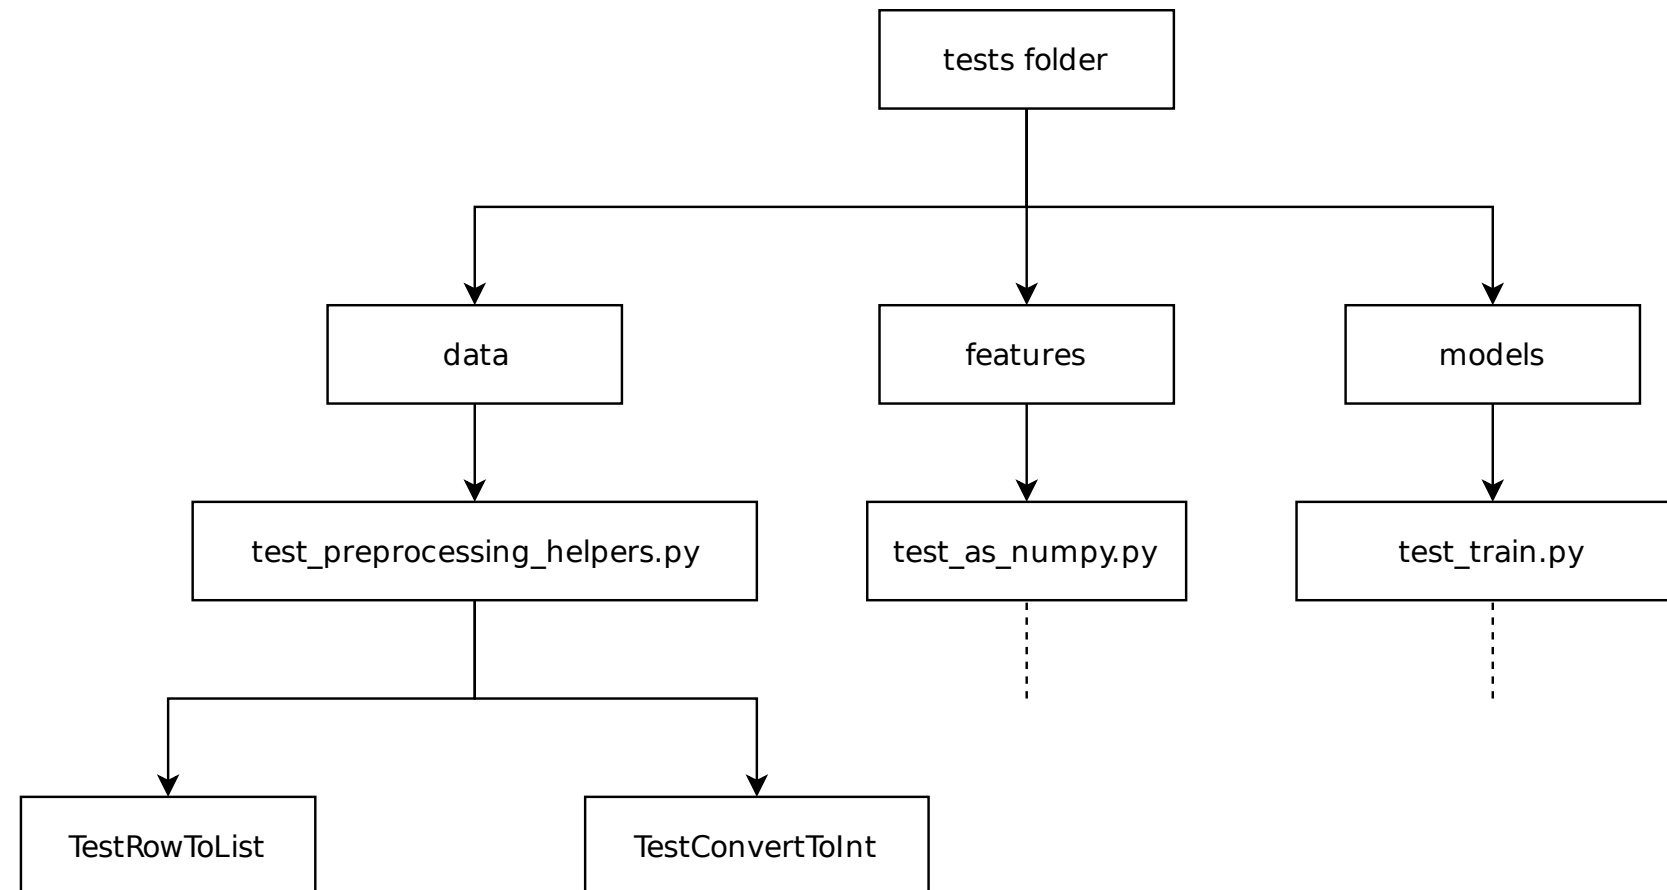 tests folder
data
features
models
test_preprocessing_helpers.py
test_as_numpy.py
test_train.py
TestRowToList
TestConvertToInt